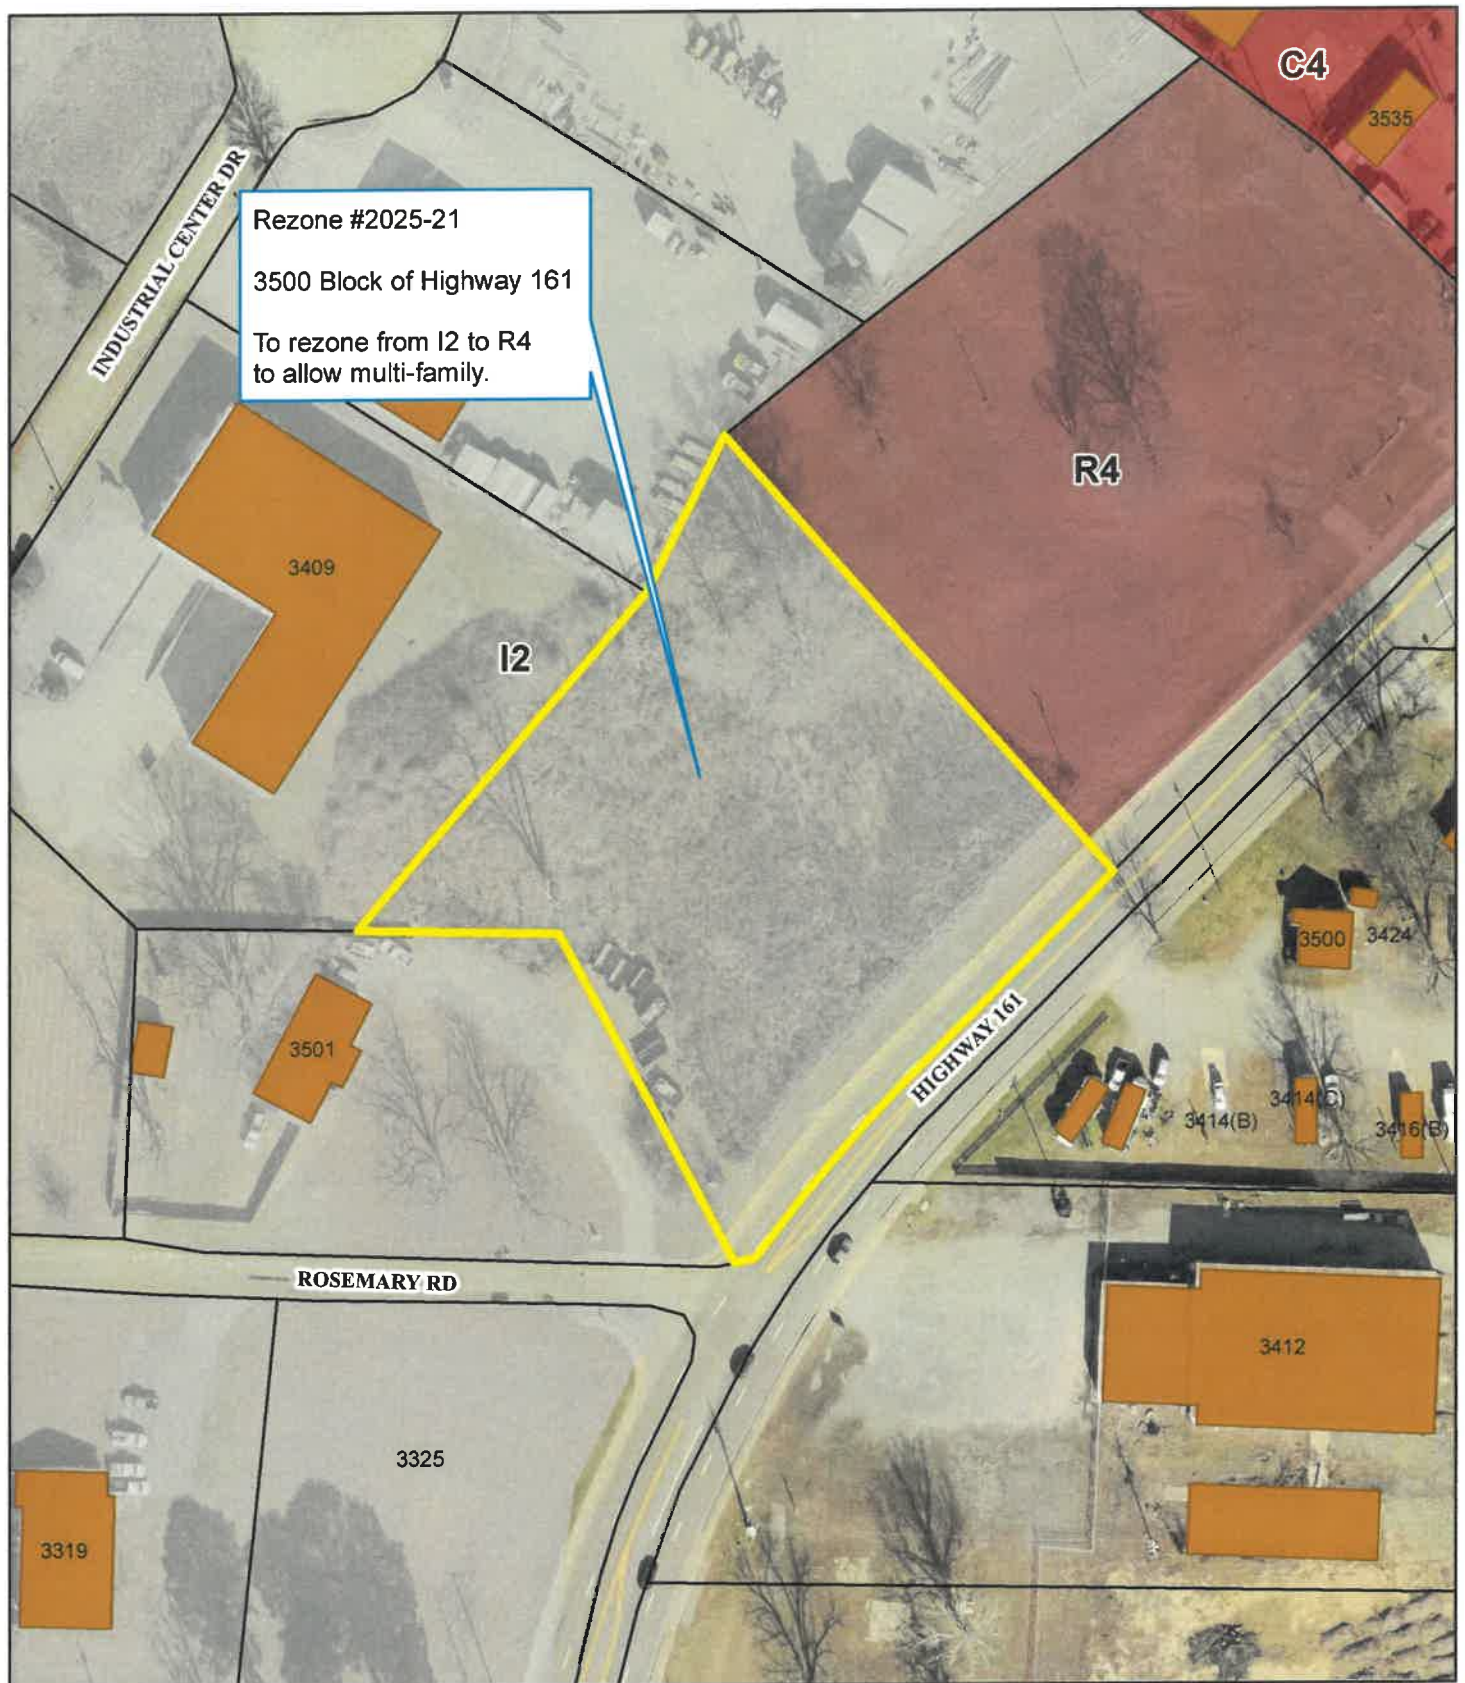 C4
3535
INDUSTRIAL CENTER DR
Rezone #2025-21
3500 Block of Highway 161
To rezone from I2 to R4
to allow multi-family.
R4
3409
I2
3500
3424
HIGHWAY 161
3501
3414(B)
3414(C)
3416(B)
ROSEMARY RD
3412
3325
3319